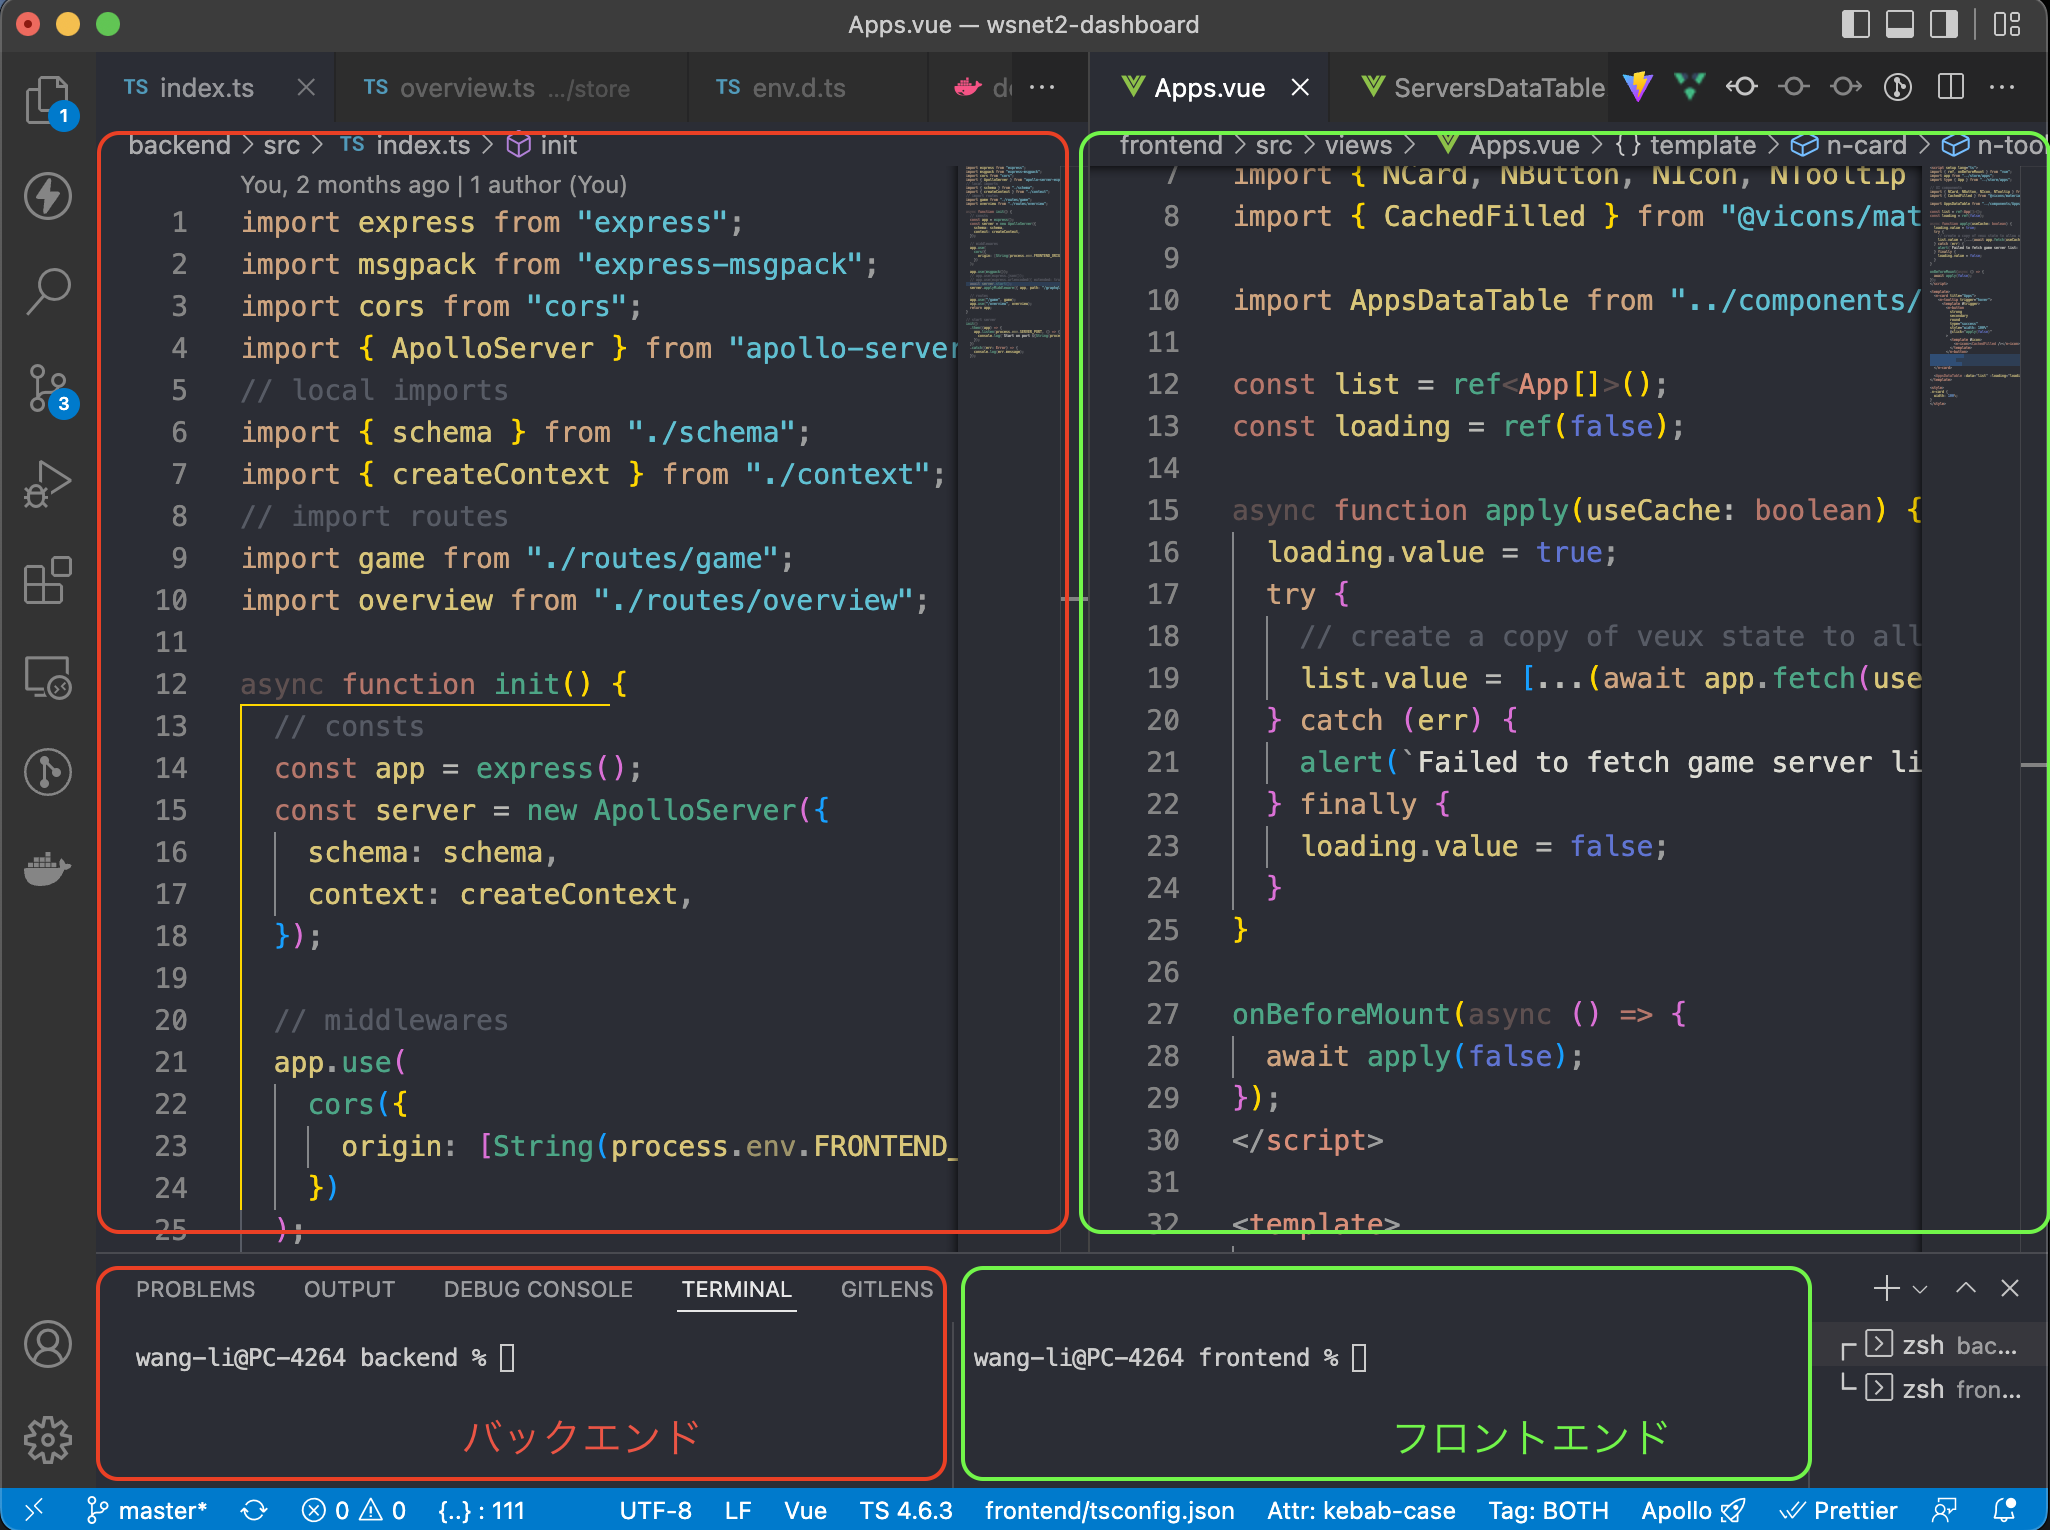 Apps.vue — wsnet2-dashboard
TS index.ts
TS overview.ts .../store
TS env.d.ts
Apps.vue
ServersDataTable
1
3
backend > src > TS index.ts > init
You, 2 months ago | 1 author (You)
1 import express from "express";
2 import msgpack from "express-msgpack";
3 import cors from "cors";
4 import { ApolloServer } from "apollo-server
5 // local imports
6 import { schema } from "./schema";
7 import { createContext } from "./context";
8 // import routes
9 import game from "./routes/game";
10 import overview from "./routes/overview";
11
12 async function init() {
13 // consts
14 const app = express();
15 const server = new ApolloServer({
16 schema: schema,
17 context: createContext,
18 });
19
20 // middlewares
21 app.use(
22 cors({
23 origin: [String(process.env.FRONTEND_
24 })
25 );
frontend > src > views > Apps.vue > {} template > n-card > n-tool
7 import { NCard, NButton, NIcon, NTooltip
8 import { CachedFilled } from "@vicons/mat
9
10 import AppsDataTable from "../components/
11
12 const list = ref<App[]>();
13 const loading = ref(false);
14
15 async function apply(useCache: boolean) {
16 loading.value = true;
17 try {
18 // create a copy of veux state to all
19 list.value = [...(await app.fetch(use
20 } catch (err) {
21 alert(`Failed to fetch game server li
22 } finally {
23 loading.value = false;
24 }
25 }
26
27 onBeforeMount(async () => {
28 await apply(false);
29 });
30 </script>
31
32 <template>
PROBLEMS OUTPUT DEBUG CONSOLE TERMINAL GITLENS
wang-li@PC-4264 backend %
バックエンド
wang-li@PC-4264 frontend %
フロントエンド
zsh bac...
zsh fron...
master* 0 0 {..} : 111 UTF-8 LF Vue TS 4.6.3 frontend/tsconfig.json Attr: kebab-case Tag: BOTH Apollo Prettier